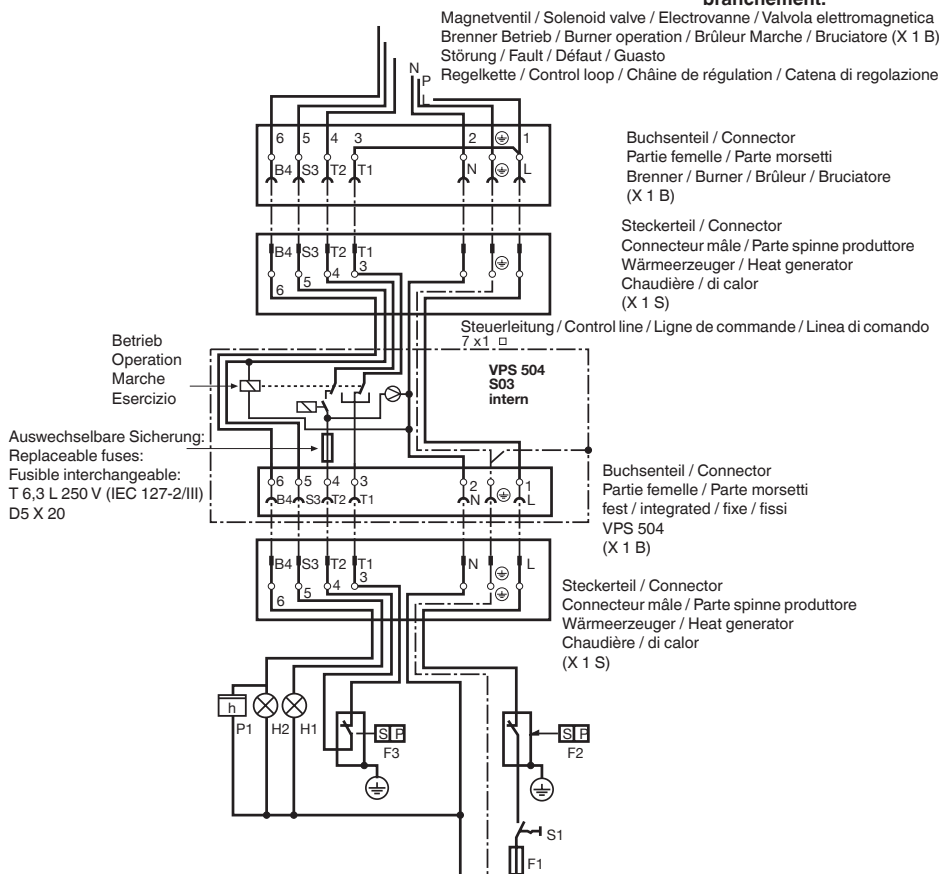 branchement.
Magnetventil / Solenoid valve / Electrovanne / Valvola elettromagnetica
Brenner Betrieb / Burner operation / Brûleur Marche / Bruciatore (X 1 B)
Störung / Fault / Défaut / Guasto
Regelkette / Control loop / Chaîne de régulation / Catena di regolazione
N
P
L
6 5 4 3 2 1
B4 S3 T2 T1 N L
Buchsenteil / Connector
Partie femelle / Parte morsetti
Brenner / Burner / Brûleur / Bruciatore
(X 1 B)
B4 S3 T2 T1
6 5 4 3
Steckerteil / Connector
Connecteur mâle / Parte spinne produttore
Wärmeerzeuger / Heat generator
Chaudière / di calor
(X 1 S)
Steuerleitung / Control line / Ligne de commande / Linea di comando
7 x 1 □
Betrieb
Operation
Marche
Esercizio
VPS 504
S03
intern
Auswechselbare Sicherung:
Replaceable fuses:
Fusible interchangeable:
T 6,3 L 250 V (IEC 127-2/III)
D5 X 20
6 5 4 3 2 1
B4 S3 T2 T1 N L
Buchsenteil / Connector
Partie femelle / Parte morsetti
fest / integrated / fixe / fissi
VPS 504
(X 1 B)
B4 S3 T2 T1 N L
6 5 4 3
Steckerteil / Connector
Connecteur mâle / Parte spinne produttore
Wärmeerzeuger / Heat generator
Chaudière / di calor
(X 1 S)
h
P1 H2 H1
S P
F3
S P
F2
S1
F1